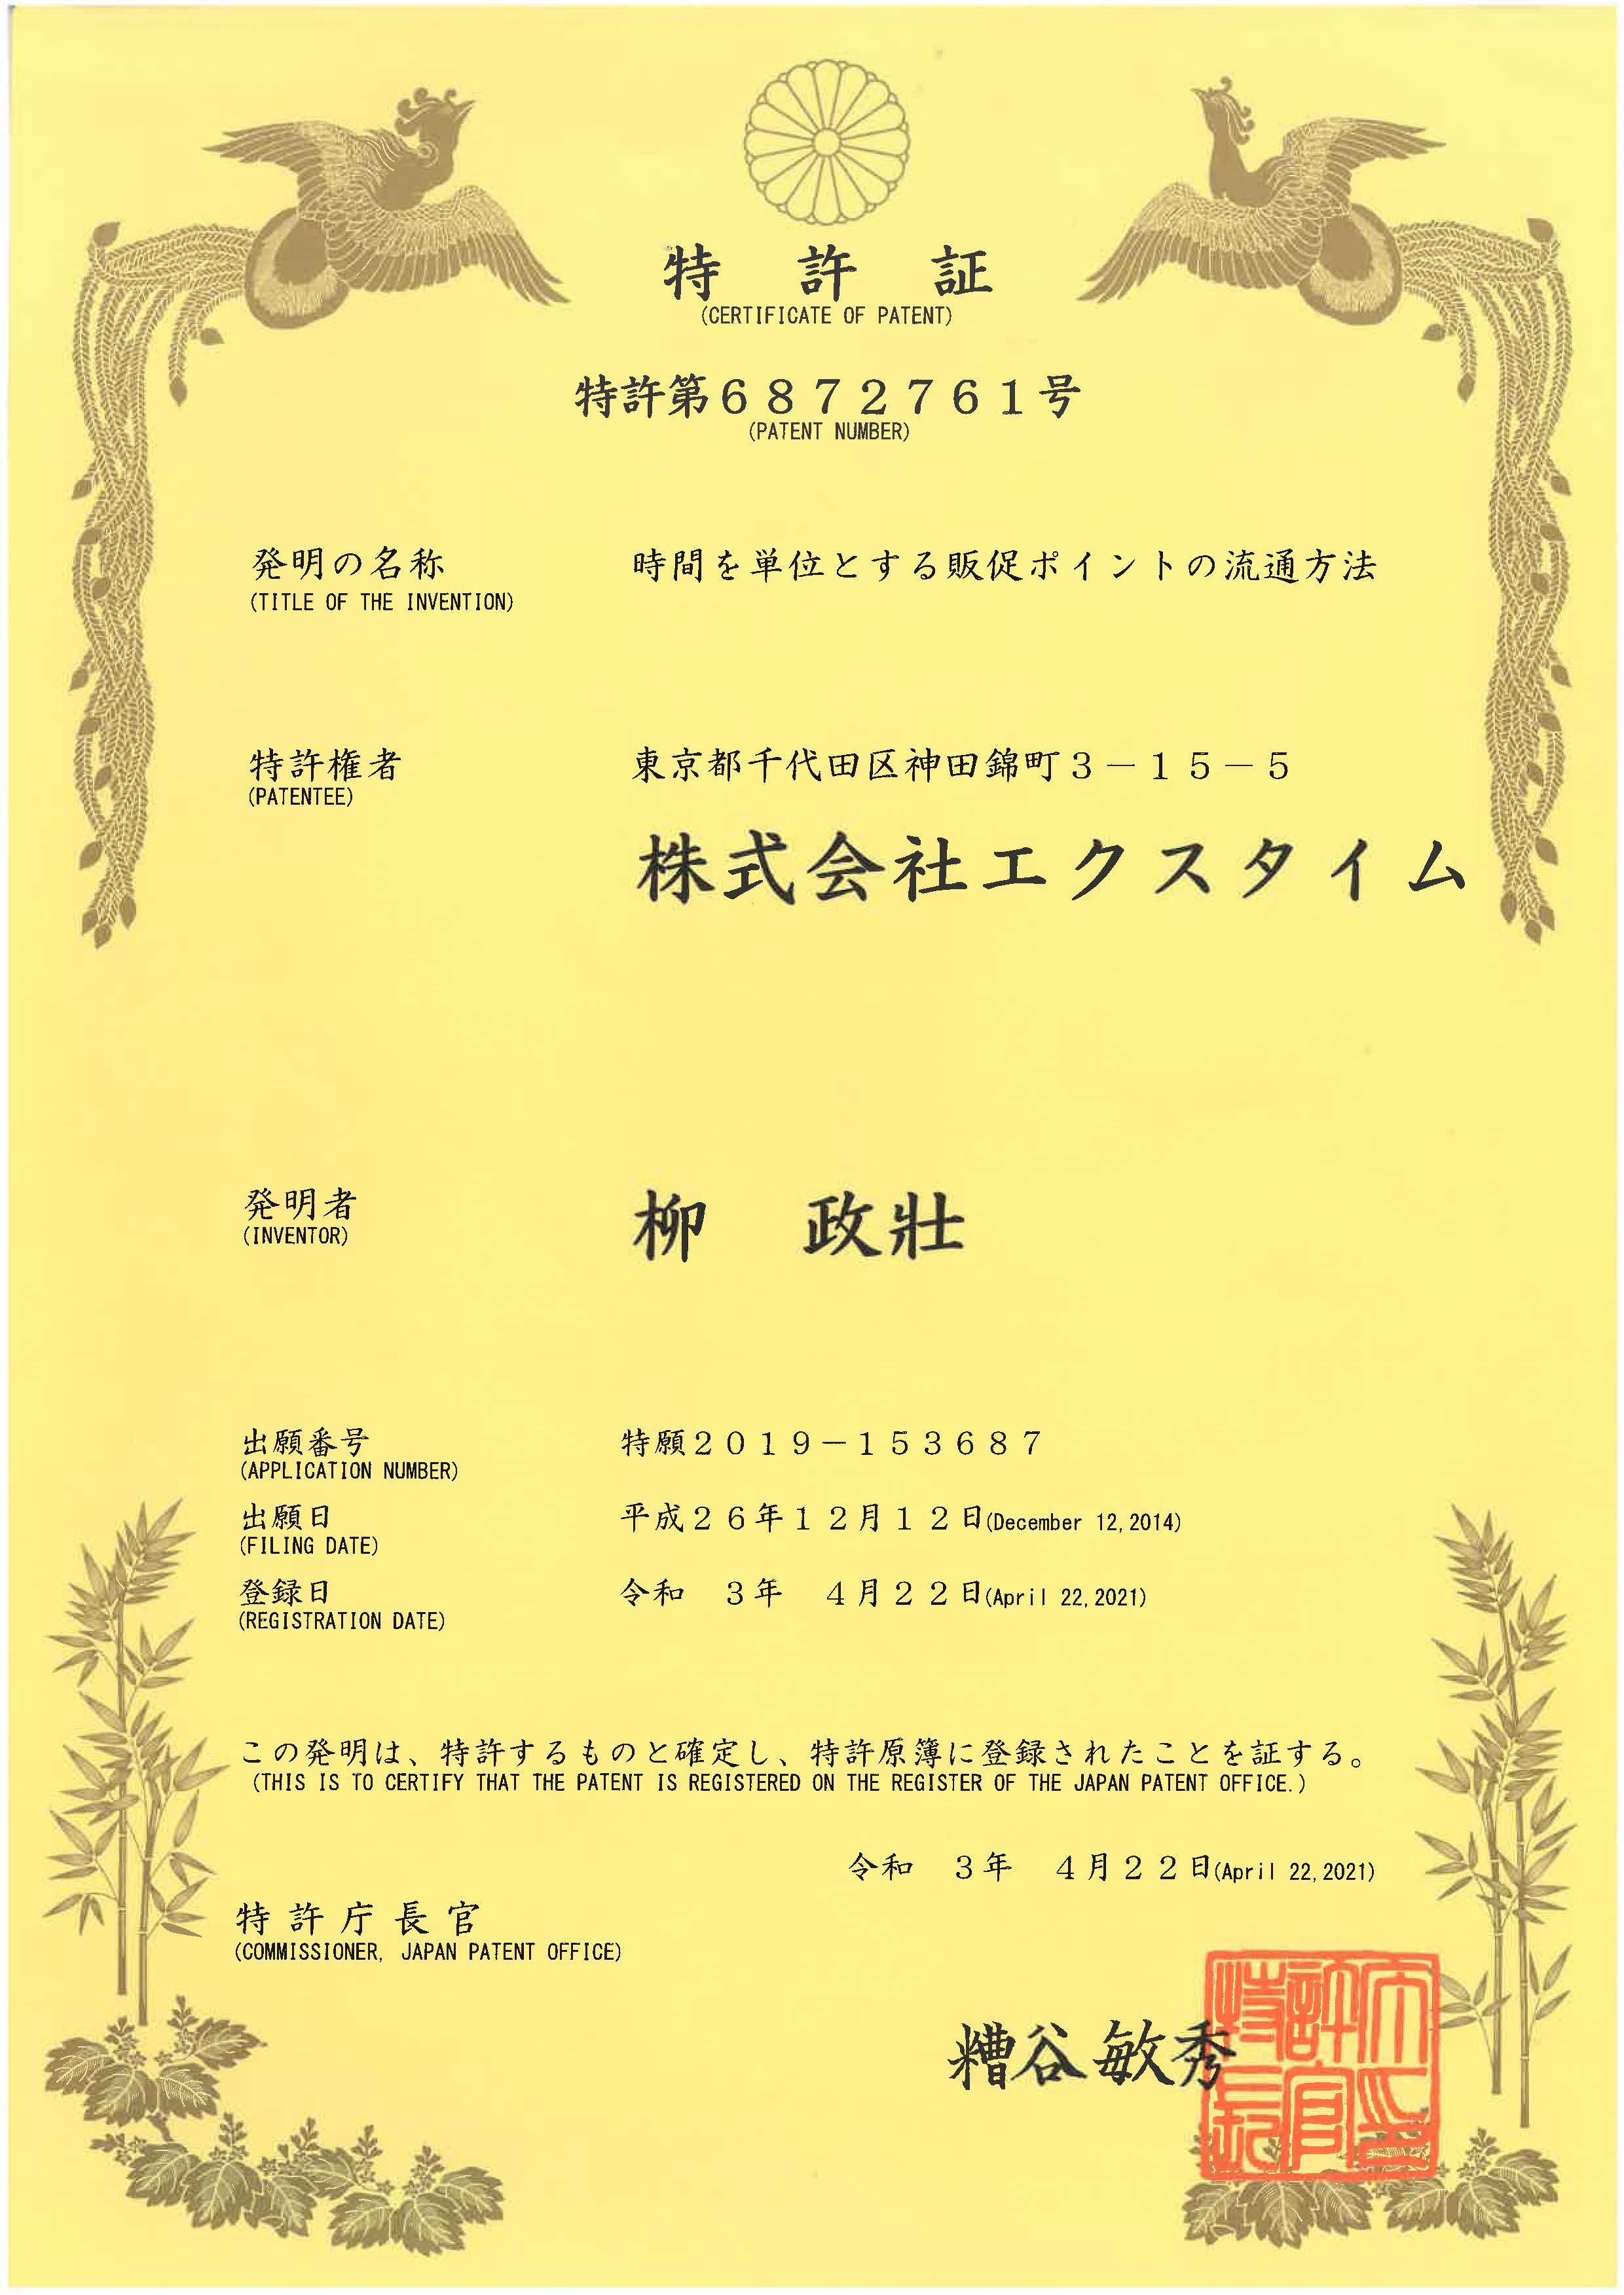 特　許　証
(CERTIFICATE OF PATENT)
特許第６８７２７６１号
(PATENT NUMBER)
発明の名称　時間を単位とする販促ポイントの流通方法
(TITLE OF THE INVENTION)
特許権者　東京都千代田区神田錦町３－１５－５
(PATENTEE)
株式会社エクスタイム
発明者　柳　政壯
(INVENTOR)
出願番号　特願２０１９－１５３６８７
(APPLICATION NUMBER)
出願日　平成２６年１２月１２日(December 12,2014)
(FILING DATE)
登録日　令和　３年　４月２２日(April 22,2021)
(REGISTRATION DATE)
この発明は、特許するものと確定し、特許原簿に登録されたことを証する。
(THIS IS TO CERTIFY THAT THE PATENT IS REGISTERED ON THE REGISTER OF THE JAPAN PATENT OFFICE.)
令和　３年　４月２２日(April 22,2021)
特許庁長官
(COMMISSIONER, JAPAN PATENT OFFICE)
糟谷敏秀